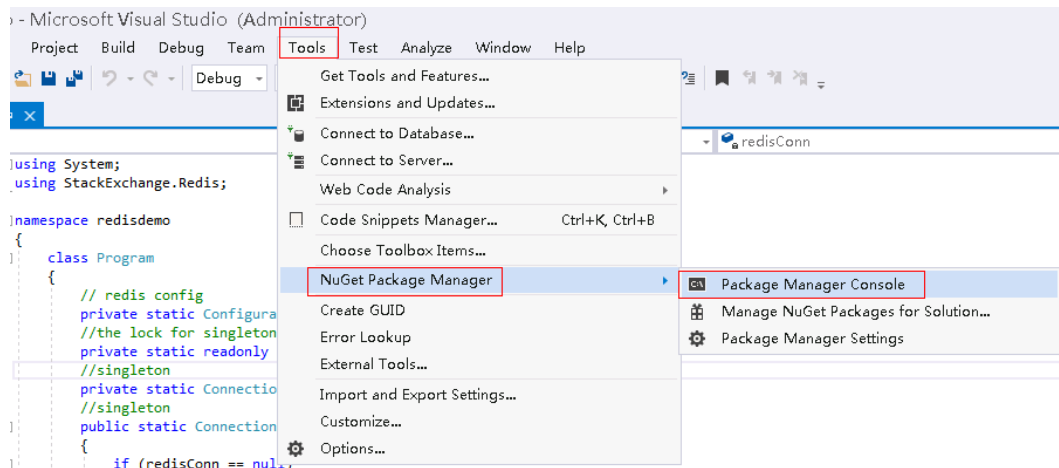 - Microsoft Visual Studio (Administrator)
Project Build Debug Team Tools Test Analyze Window Help
Debug
Get Tools and Features...
Extensions and Updates...
Connect to Database...
Connect to Server...
Web Code Analysis
Code Snippets Manager... Ctrl+K, Ctrl+B
Choose Toolbox Items...
NuGet Package Manager
Create GUID
Error Lookup
External Tools...
Import and Export Settings...
Customize...
Options...
Package Manager Console
Manage NuGet Packages for Solution...
Package Manager Settings
redisConn
using System;
using StackExchange.Redis;
namespace redisdemo
{
class Program
{
// redis config
private static Configura
//the lock for singleton
private static readonly
//singleton
private static Connectio
//singleton
public static Connection
{
if (redisConn == null)